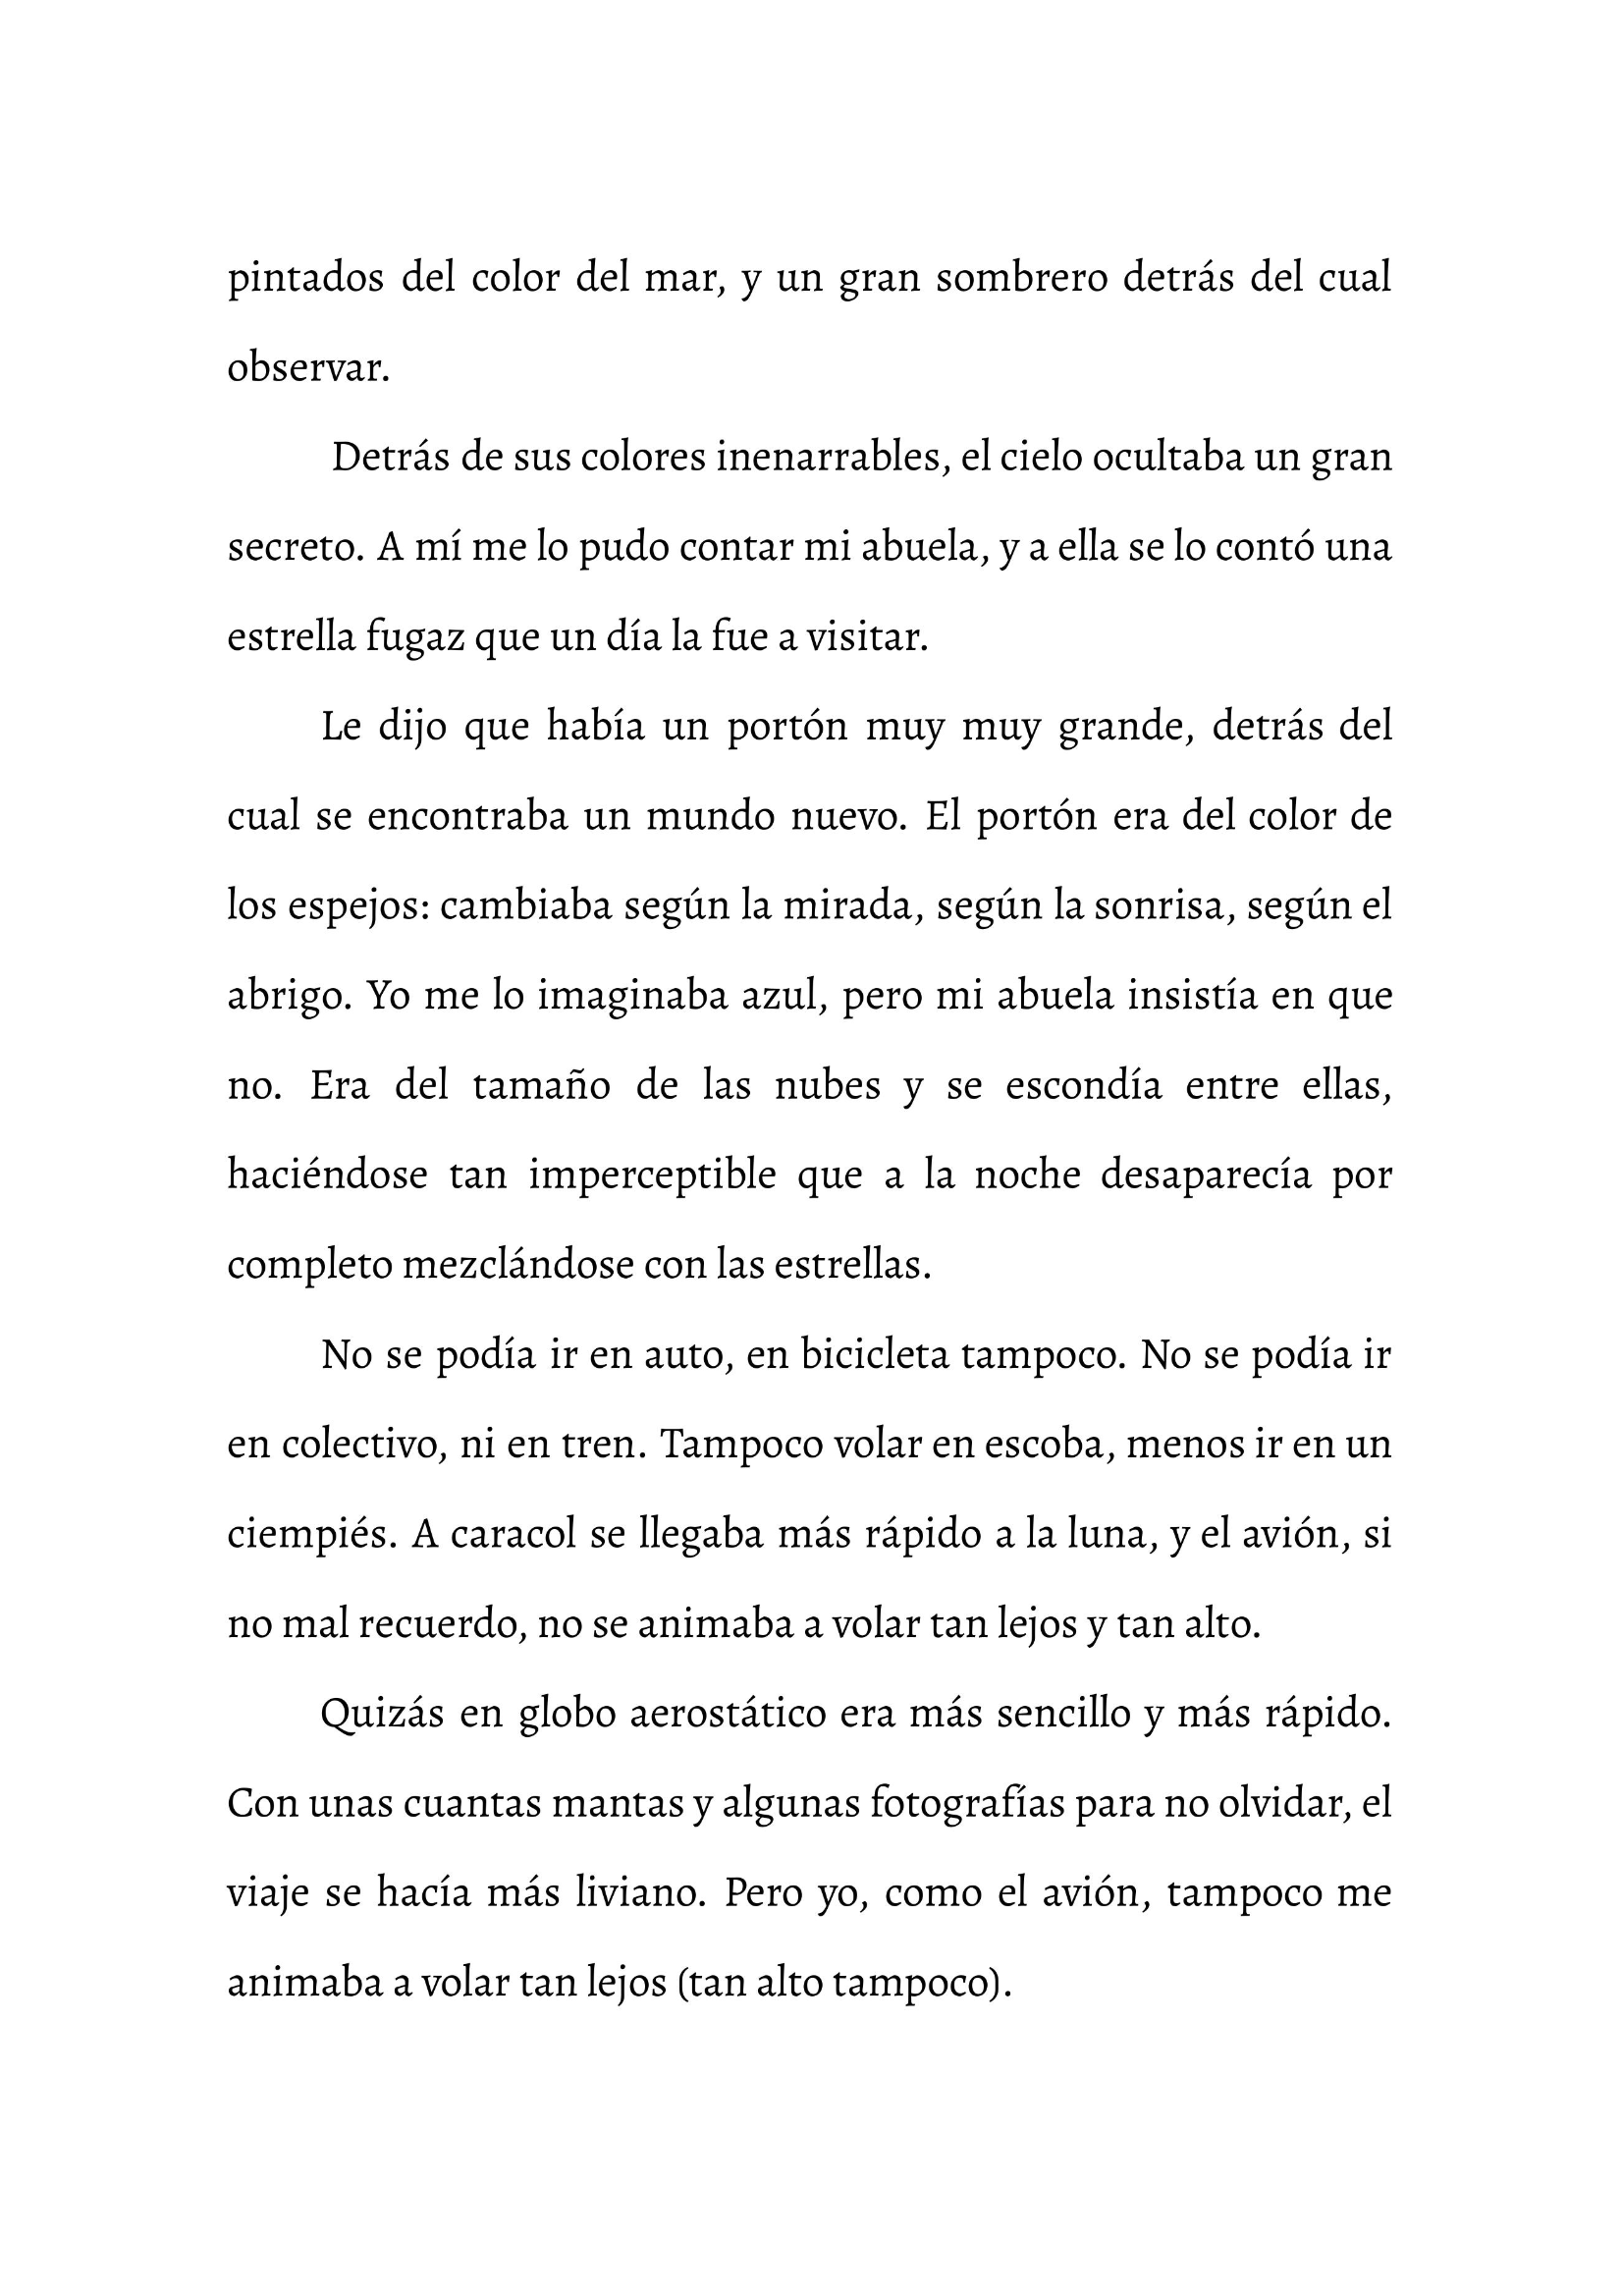 pintados del color del mar, y un gran sombrero detrás del cual
observar.
Detrás de sus colores inenarrables, el cielo ocultaba un gran
secreto. A mí me lo pudo contar mi abuela, y a ella se lo contó una
estrella fugaz que un día la fue a visitar.
Le dijo que había un portón muy muy grande, detrás del
cual se encontraba un mundo nuevo. El portón era del color de
los espejos: cambiaba según la mirada, según la sonrisa, según el
abrigo. Yo me lo imaginaba azul, pero mi abuela insistía en que
no. Era del tamaño de las nubes y se escondía entre ellas,
haciéndose tan imperceptible que a la noche desaparecía por
completo mezclándose con las estrellas.
No se podía ir en auto, en bicicleta tampoco. No se podía ir
en colectivo, ni en tren. Tampoco volar en escoba, menos ir en un
ciempiés. A caracol se llegaba más rápido a la luna, y el avión, si
no mal recuerdo, no se animaba a volar tan lejos y tan alto.
Quizás en globo aerostático era más sencillo y más rápido.
Con unas cuantas mantas y algunas fotografías para no olvidar, el
viaje se hacía más liviano. Pero yo, como el avión, tampoco me
animaba a volar tan lejos (tan alto tampoco).